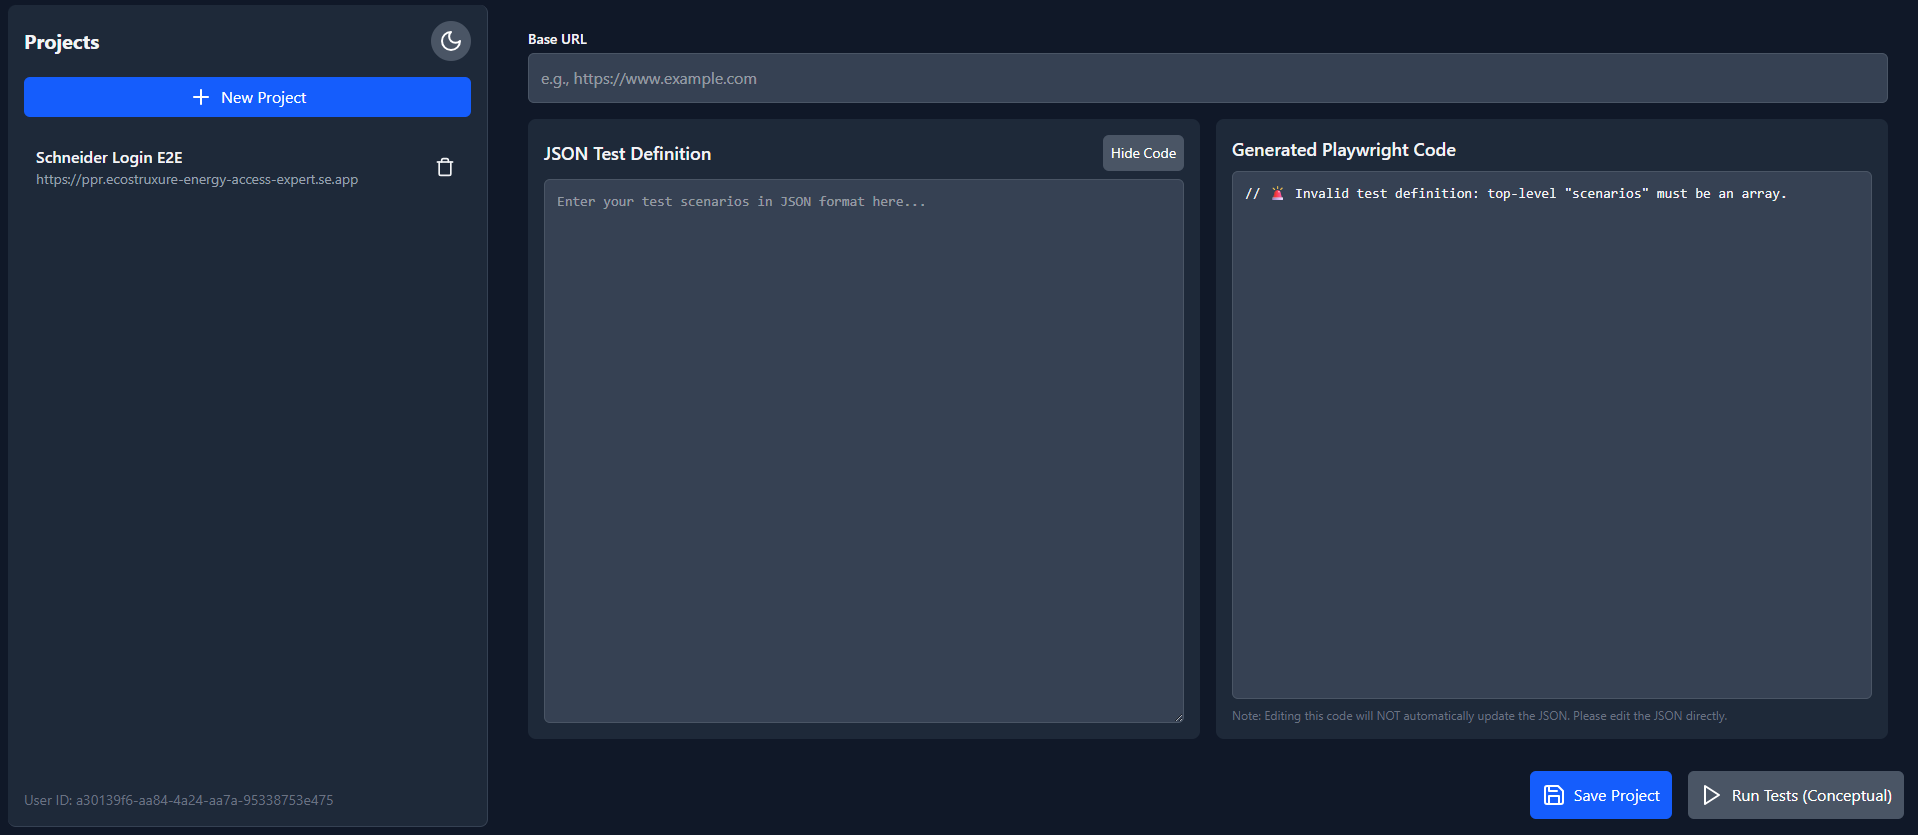 Projects
New Project
Schneider Login E2E
https://ppr.ecostruxure-energy-access-expert.se.app
User ID: a30139f6-aa84-4a24-aa7a-95338753e475
Base URL
e.g., https://www.example.com
JSON Test Definition
Hide Code
Enter your test scenarios in JSON format here...
Generated Playwright Code
// 🚨 Invalid test definition: top-level "scenarios" must be an array.
Note: Editing this code will NOT automatically update the JSON. Please edit the JSON directly.
Save Project
Run Tests (Conceptual)